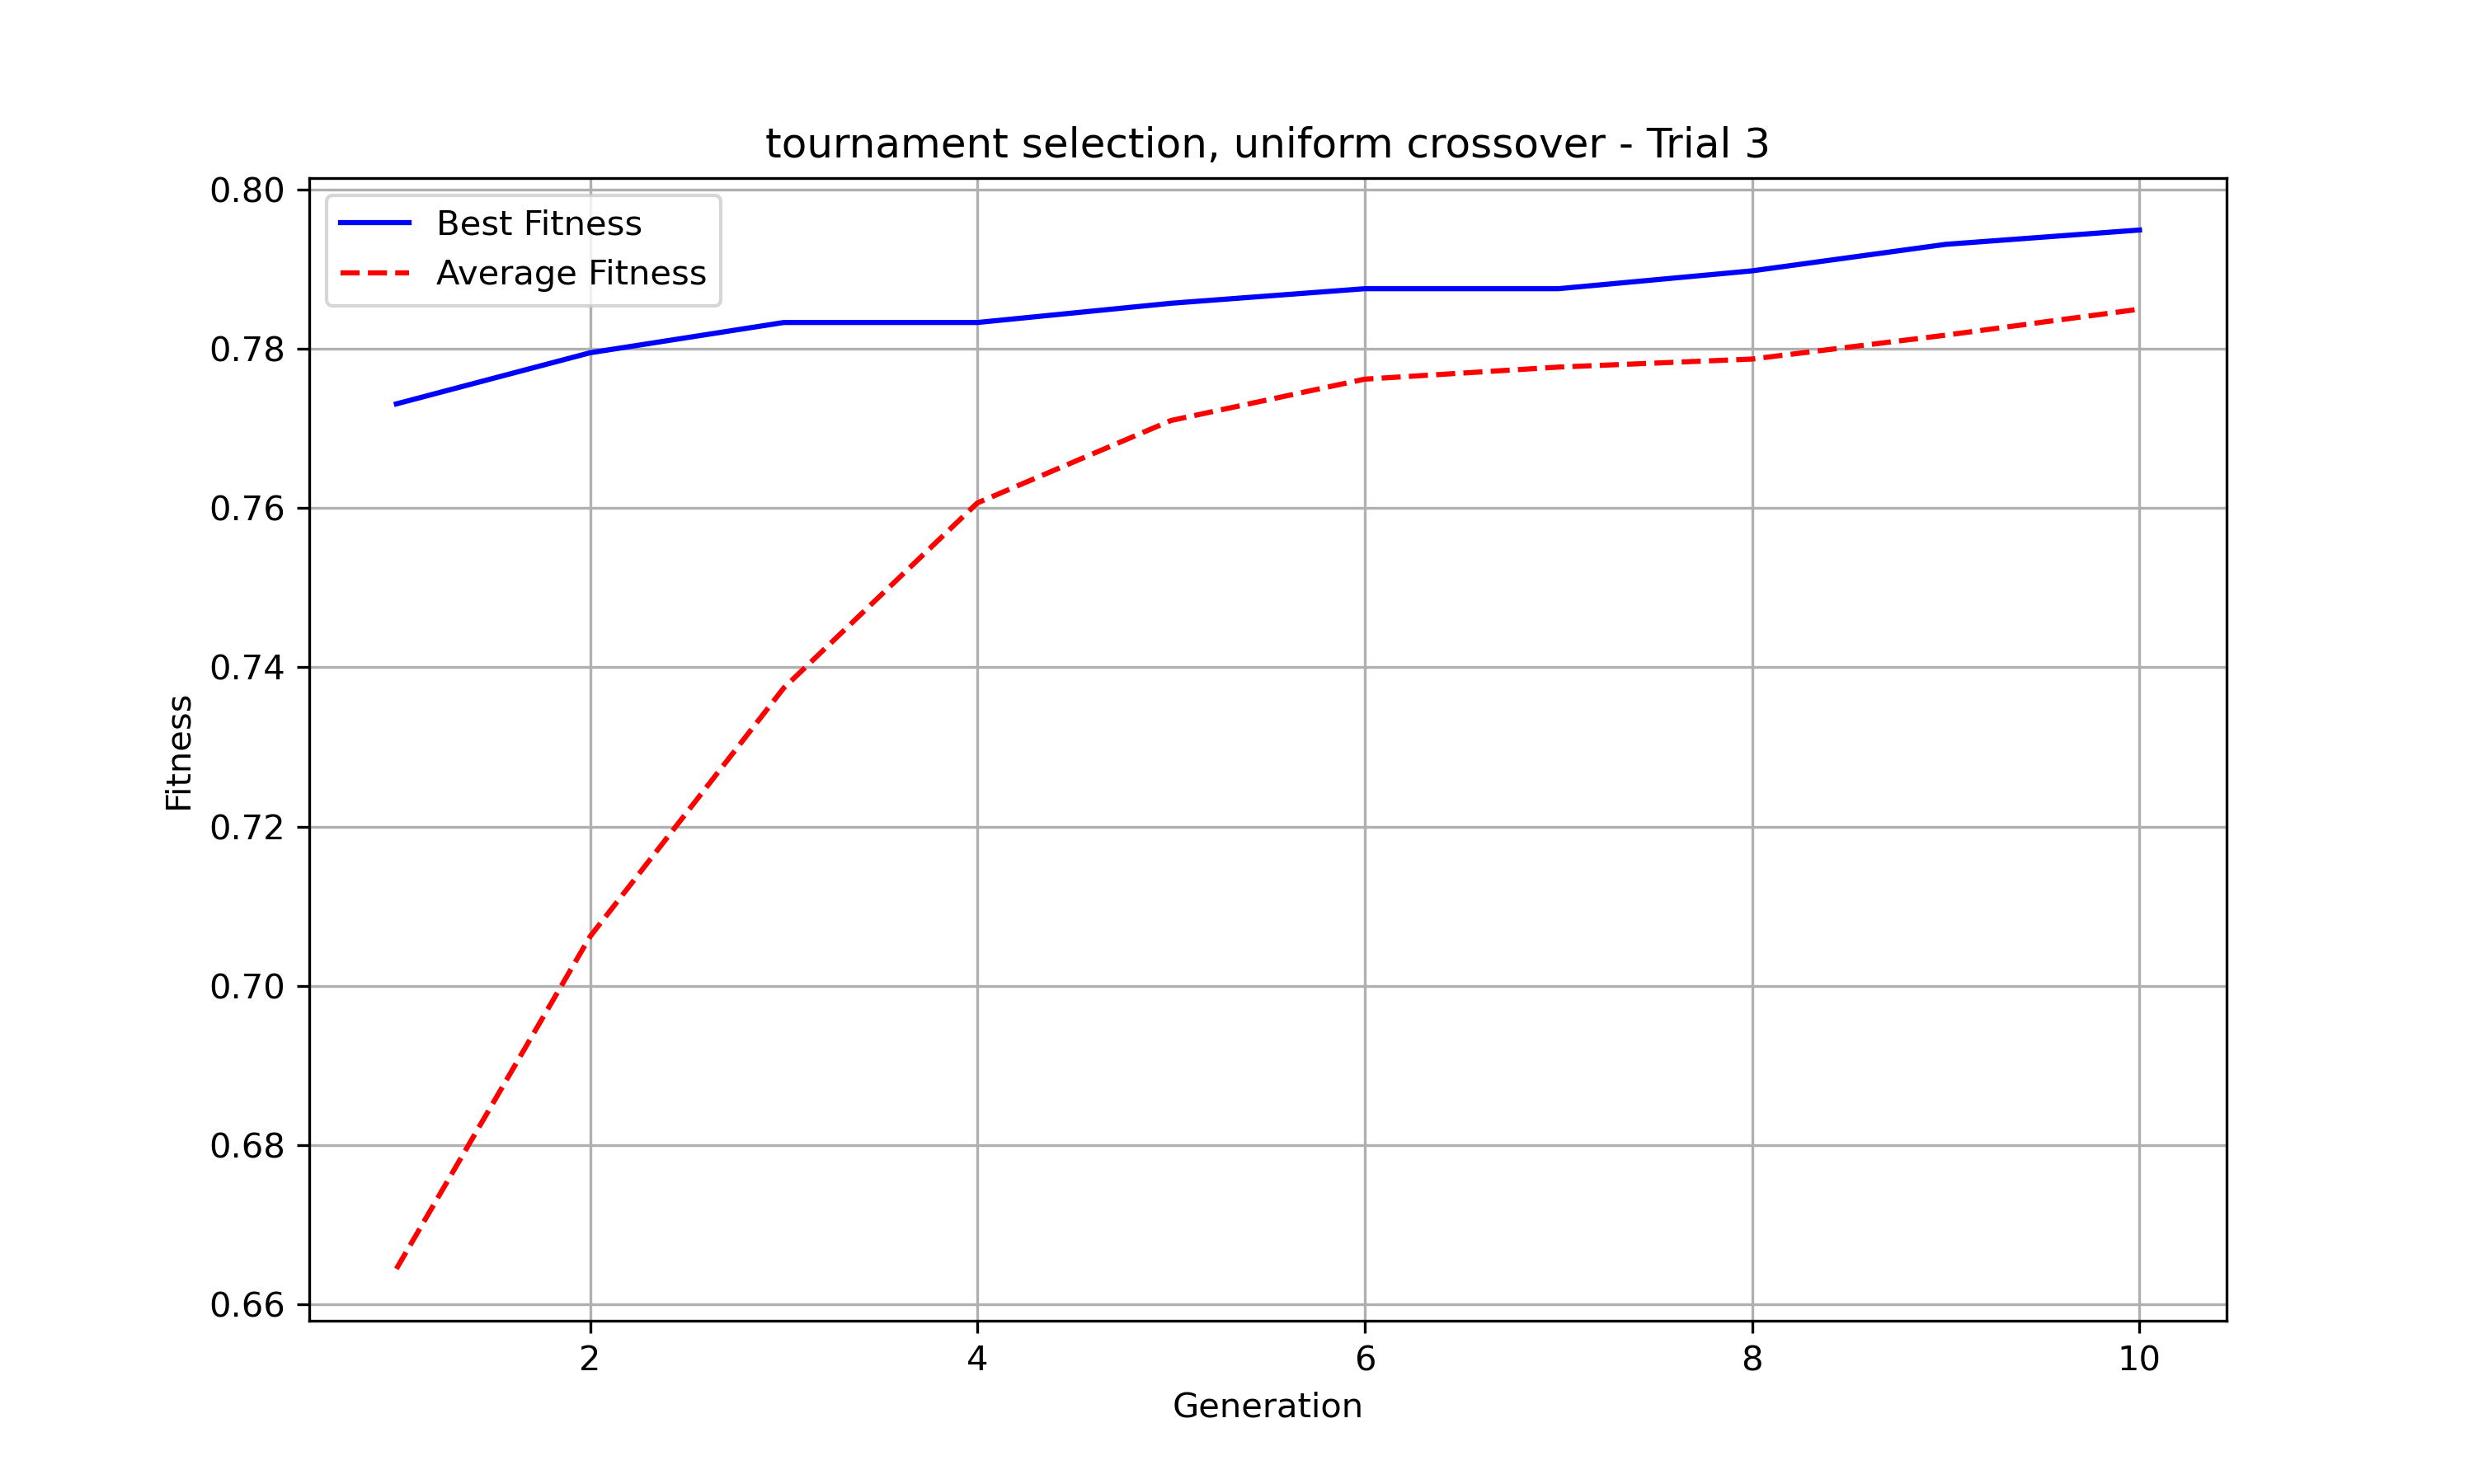 tournament selection, uniform crossover - Trial 3
Best Fitness
Average Fitness
0.80
0.78
0.76
0.74
0.72
0.70
0.68
0.66
Fitness
2 4 6 8 10
Generation